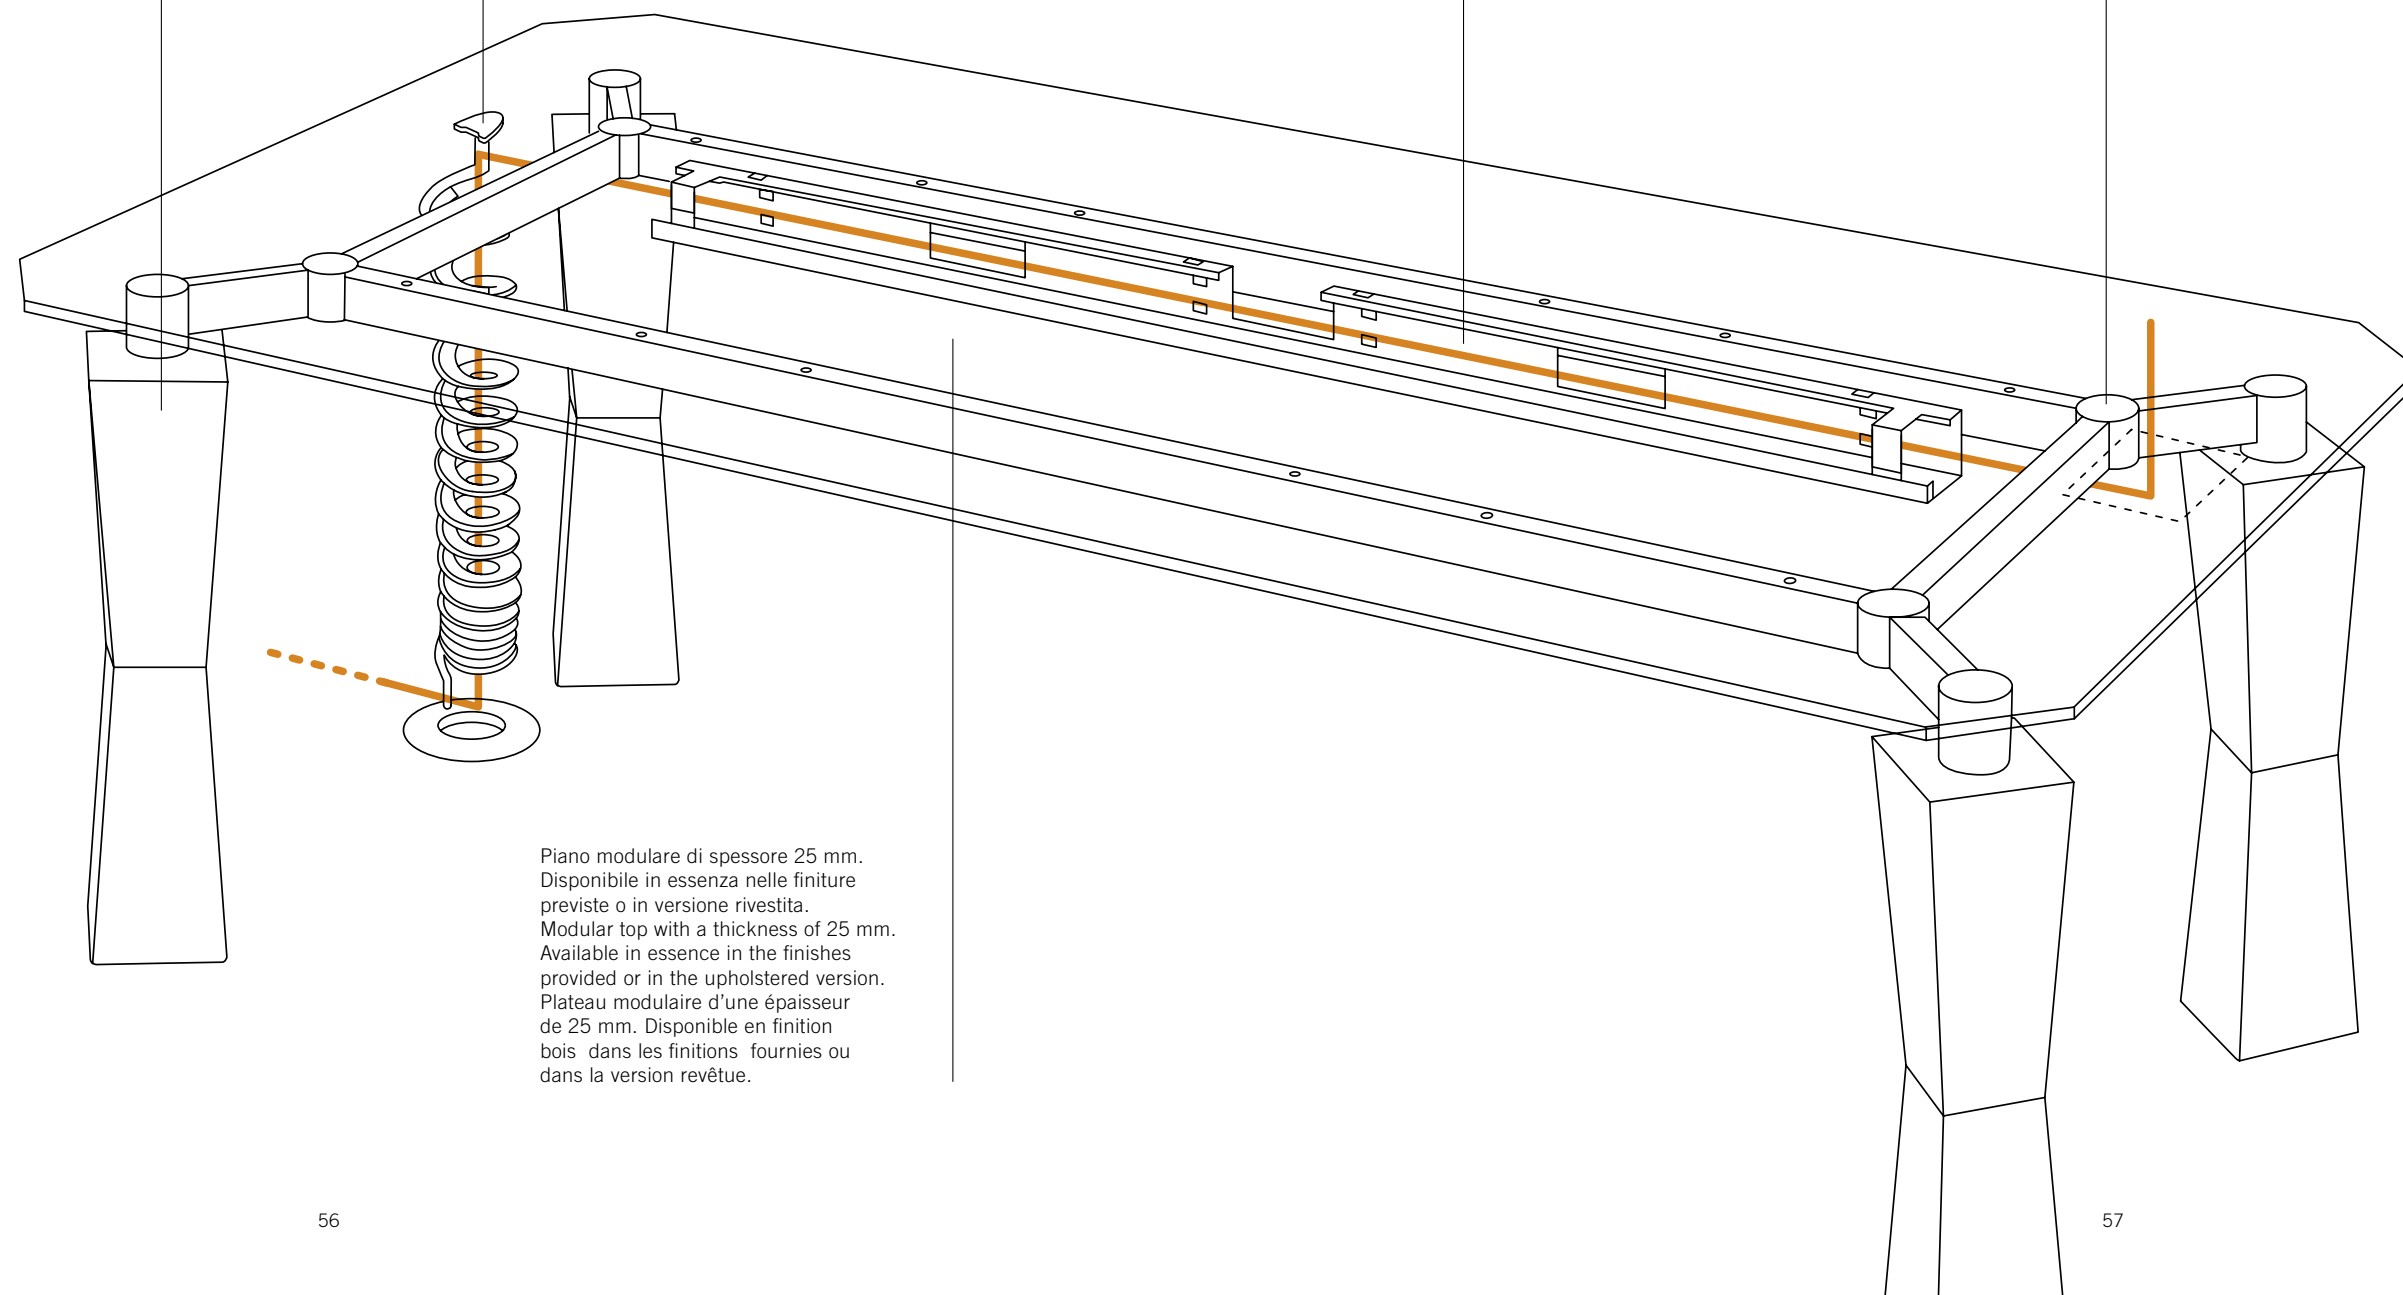 Piano modulare di spessore 25 mm.
Disponibile in essenza nelle finiture
previste o in versione rivestita.
Modular top with a thickness of 25 mm.
Available in essence in the finishes
provided or in the upholstered version.
Plateau modulaire d’une épaisseur
de 25 mm. Disponible en finition
bois  dans les finitions  fournies ou
dans la version revêtue.
56
57